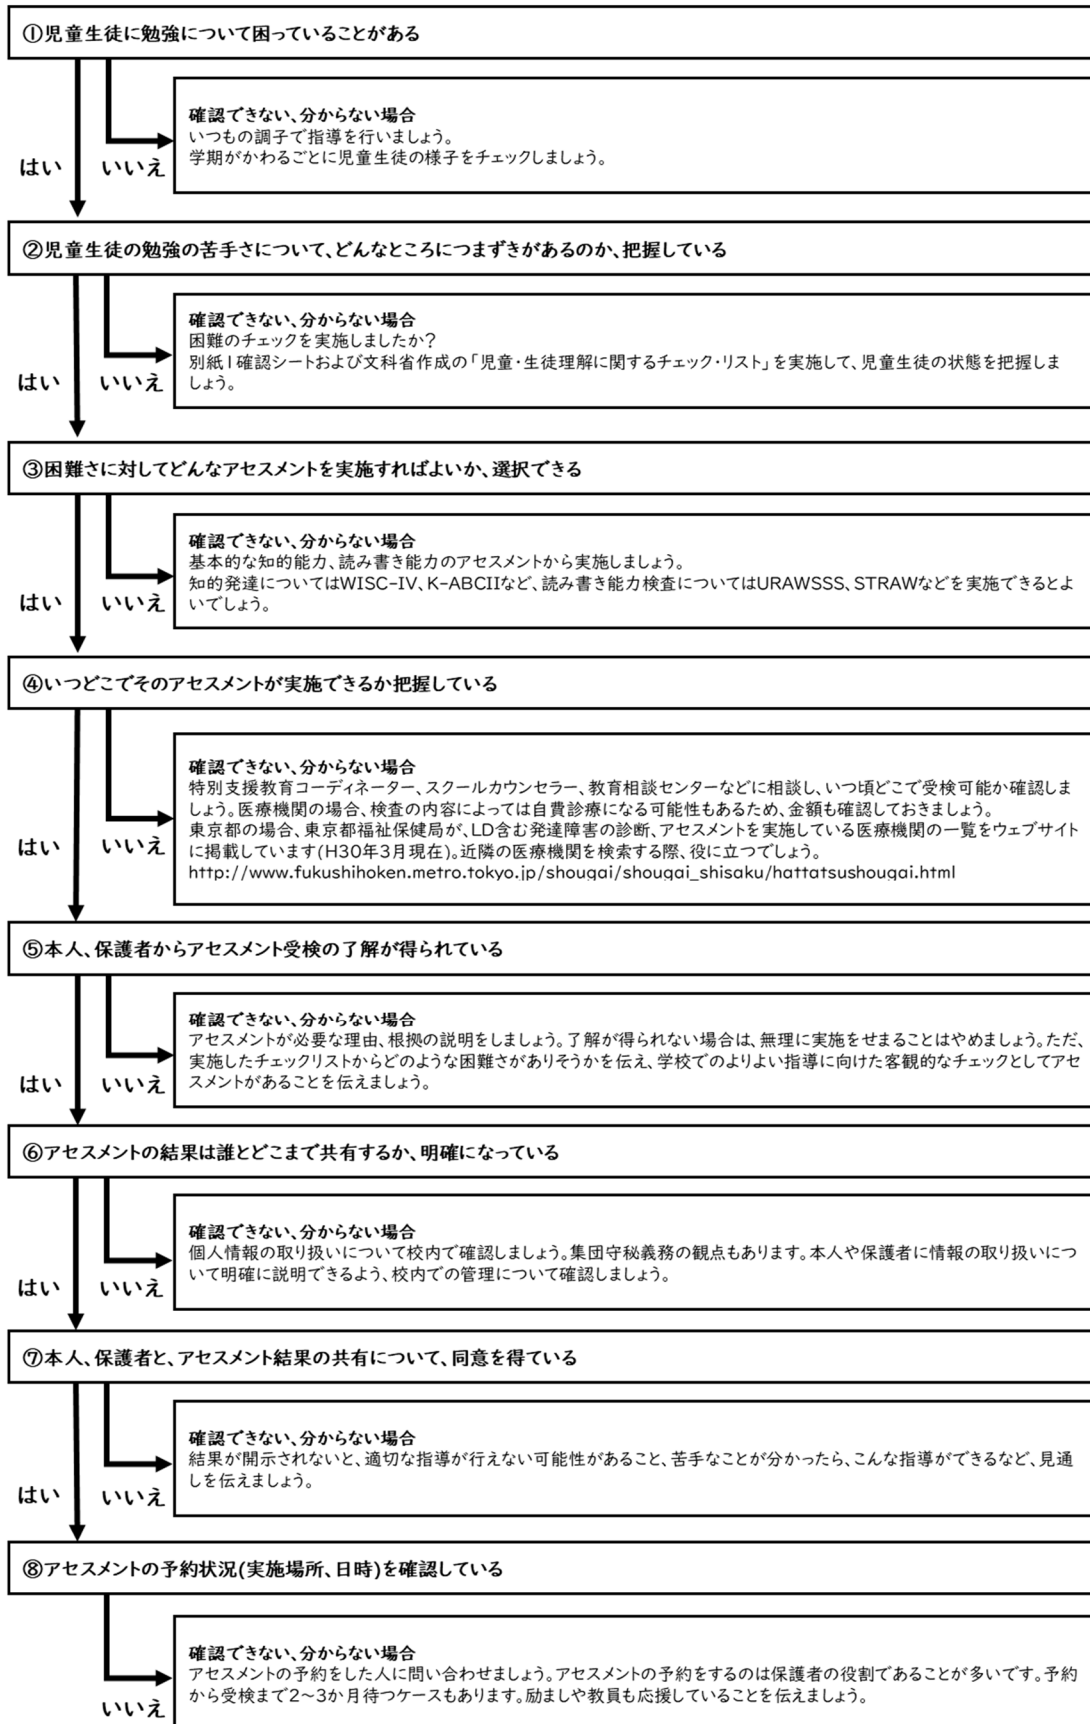 ①児童生徒に勉強について困っていることがある
確認できない、分からない場合
いつもの調子で指導を行いましょう。
学期がかわるごとに児童生徒の様子をチェックしましょう。
はい いいえ
②児童生徒の勉強の苦手さについて、どんなところにつまずきがあるのか、把握している
確認できない、分からない場合
困難のチェックを実施しましたか?
別紙1確認シートおよび文科省作成の「児童・生徒理解に関するチェック・リスト」を実施して、児童生徒の状態を把握しま
しょう。
はい いいえ
③困難さに対してどんなアセスメントを実施すればよいか、選択できる
確認できない、分からない場合
基本的な知的能力、読み書き能力のアセスメントから実施しましょう。
知的発達についてはWISC-IV、K-ABCIIなど、読み書き能力検査についてはURAWSSS、STRAWなどを実施できるとよ
いでしょう。
はい いいえ
④いつどこでそのアセスメントが実施できるか把握している
確認できない、分からない場合
特別支援教育コーディネーター、スクールカウンセラー、教育相談センターなどに相談し、いつ頃どこで受検可能か確認しま
しょう。医療機関の場合、検査の内容によっては自費診療になる可能性もあるため、金額も確認しておきましょう。
東京都の場合、東京都福祉保健局が、LD含む発達障害の診断、アセスメントを実施している医療機関の一覧をウェブサイト
に掲載しています(H30年3月現在)。近隣の医療機関を検索する際、役に立つでしょう。
http://www.fukushihoken.metro.tokyo.jp/shougai/shougai_shisaku/hattatsushougai.html
はい いいえ
⑤本人、保護者からアセスメント受検の了解が得られている
確認できない、分からない場合
アセスメントが必要な理由、根拠の説明をしましょう。了解が得られない場合は、無理に実施をせまることはやめましょう。ただ、
実施したチェックリストからどのような困難さがありそうかを伝え、学校でのよりよい指導に向けた客観的なチェックとしてアセ
スメントがあることを伝えましょう。
はい いいえ
⑥アセスメントの結果は誰とどこまで共有するか、明確になっている
確認できない、分からない場合
個人情報の取り扱いについて校内で確認しましょう。集団守秘義務の観点もあります。本人や保護者に情報の取り扱いにつ
いて明確に説明できるよう、校内での管理について確認しましょう。
はい いいえ
⑦本人、保護者と、アセスメント結果の共有について、同意を得ている
確認できない、分からない場合
結果が開示されないと、適切な指導が行えない可能性があること、苦手なことが分かったら、こんな指導ができるなど、見通
しを伝えましょう。
はい いいえ
⑧アセスメントの予約状況(実施場所、日時)を確認している
確認できない、分からない場合
アセスメントの予約をした人に問い合わせましょう。アセスメントの予約をするのは保護者の役割であることが多いです。予約
から受検まで2〜3か月待つケースもあります。励ましや教員も応援していることを伝えましょう。
いいえ